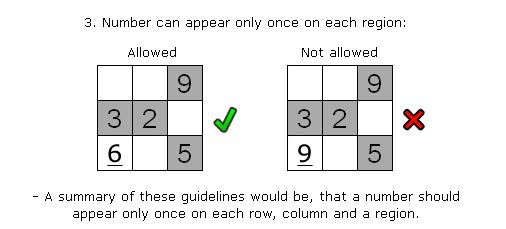 3. Number can appear only once on each region:
Allowed
Not allowed
9
3 2
6 5
9
3 2
9 5
- A summary of these guidelines would be, that a number should
appear only once on each row, column and a region.